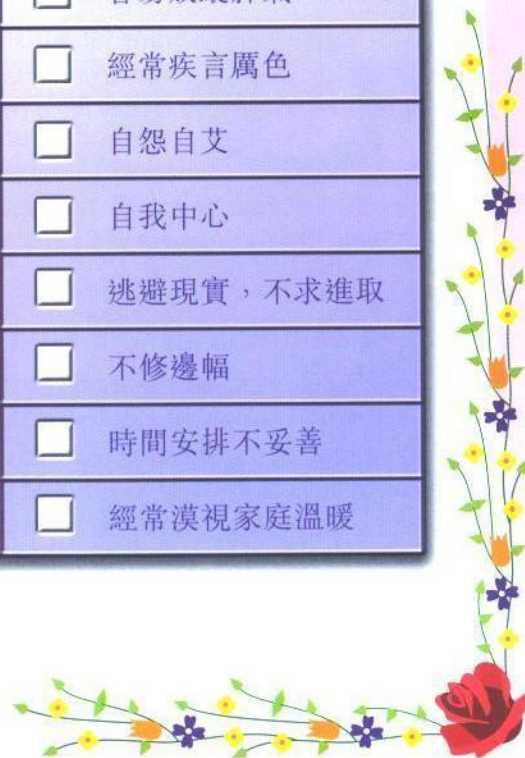 經常疾言厲色
自怨自艾
自我中心
逃避現實，不求進取
不修邊幅
時間安排不妥善
經常漠視家庭溫暖